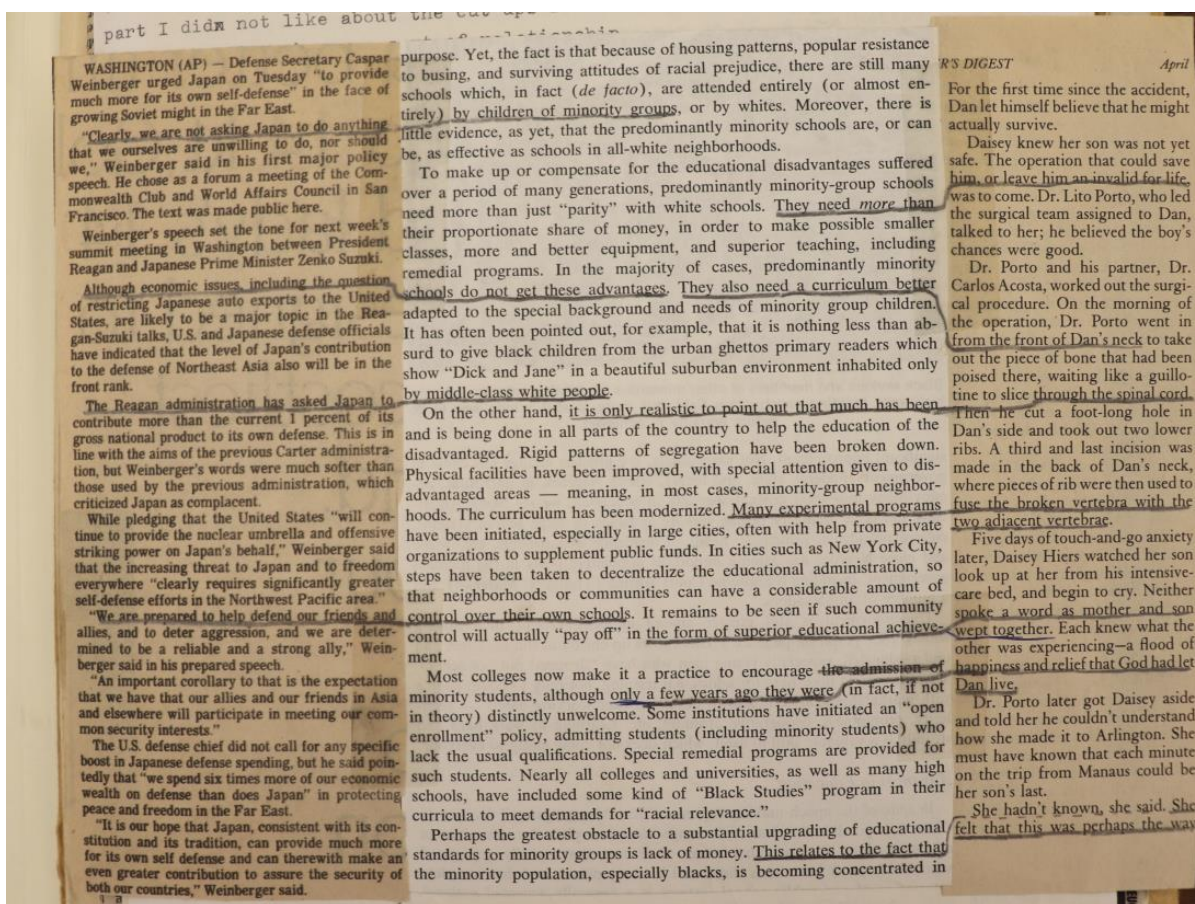 part I didn not like about the cut ups
WASHINGTON (AP) — Defense Secretary Caspar
Weinberger urged Japan on Tuesday "to provide
much more for its own self-defense" in the face of
growing Soviet might in the Far East.
"Clearly, we are not asking Japan to do anything
that we ourselves are unwilling to do, nor should
we," Weinberger said in his first major policy
speech. He chose as a forum a meeting of the Com-
monwealth Club and World Affairs Council in San
Francisco. The text was made public here.
Weinberger's speech set the tone for next week's
summit meeting in Washington between President
Reagan and Japanese Prime Minister Zenko Suzuki.
Although economic issues, including the question
of restricting Japanese auto exports to the United
States, are likely to be a major topic in the Rea-
gan-Suzuki talks, U.S. and Japanese defense officials
have indicated that the level of Japan's contribution
to the defense of Northeast Asia also will be in the
front rank.
The Reagan administration has asked Japan to
contribute more than the current 1 percent of its
gross national product to its own defense. This is in
line with the aims of the previous Carter administra-
tion, but Weinberger's words were much softer than
those used by the previous administration, which
criticized Japan as complacent.
While pledging that the United States "will con-
tinue to provide the nuclear umbrella and offensive
striking power on Japan's behalf," Weinberger said
that the increasing threat to Japan and to freedom
everywhere "clearly requires significantly greater
self-defense efforts in the Northwest Pacific area."
"We are prepared to help defend our friends and
allies, and to deter aggression, and we are deter-
mined to be a reliable and a strong ally," Wein-
berger said in his prepared speech.
"An important corollary to that is the expectation
that we have that our allies and our friends in Asia
and elsewhere will participate in meeting our com-
mon security interests."
The U.S. defense chief did not call for any specific
boost in Japanese defense spending, but he said poin-
tedly that "we spend six times more of our economic
wealth on defense than does Japan" in protecting
peace and freedom in the Far East.
"It is our hope that Japan, consistent with its con-
stitution and its tradition, can provide much more
for its own self defense and can therewith make an
even greater contribution to assure the security of
both our countries," Weinberger said.
purpose. Yet, the fact is that because of housing patterns, popular resistance
to busing, and surviving attitudes of racial prejudice, there are still many
schools which, in fact (de facto), are attended entirely (or almost en-
tirely) by children of minority groups, or by whites. Moreover, there is
little evidence, as yet, that the predominantly minority schools are, or can
be, as effective as schools in all-white neighborhoods.
To make up or compensate for the educational disadvantages suffered
over a period of many generations, predominantly minority-group schools
need more than just "parity" with white schools. They need more than
their proportionate share of money, in order to make possible smaller
classes, more and better equipment, and superior teaching, including
remedial programs. In the majority of cases, predominantly minority
schools do not get these advantages. They also need a curriculum better
adapted to the special background and needs of minority group children.
It has often been pointed out, for example, that it is nothing less than ab-
surd to give black children from the urban ghettos primary readers which
show "Dick and Jane" in a beautiful suburban environment inhabited only
by middle-class white people.
On the other hand, it is only realistic to point out that much has been
and is being done in all parts of the country to help the education of the
disadvantaged. Rigid patterns of segregation have been broken down.
Physical facilities have been improved, with special attention given to dis-
advantaged areas — meaning, in most cases, minority-group neighbor-
hoods. The curriculum has been modernized. Many experimental programs
have been initiated, especially in large cities, often with help from private
organizations to supplement public funds. In cities such as New York City,
steps have been taken to decentralize the educational administration, so
that neighborhoods or communities can have a considerable amount of
control over their own schools. It remains to be seen if such community
control will actually "pay off" in the form of superior educational achieve-
ment.
Most colleges now make it a practice to encourage the admission of
minority students, although only a few years ago they were (in fact, if not
in theory) distinctly unwelcome. Some institutions have initiated an "open
enrollment" policy, admitting students (including minority students) who
lack the usual qualifications. Special remedial programs are provided for
such students. Nearly all colleges and universities, as well as many high
schools, have included some kind of "Black Studies" program in their
curricula to meet demands for "racial relevance."
Perhaps the greatest obstacle to a substantial upgrading of educational
standards for minority groups is lack of money. This relates to the fact that
the minority population, especially blacks, is becoming concentrated in
R'S DIGEST April
For the first time since the accident,
Dan let himself believe that he might
actually survive.
Daisey knew her son was not yet
safe. The operation that could save
him, or leave him an invalid for life,
was to come. Dr. Lito Porto, who led
the surgical team assigned to Dan,
talked to her; he believed the boy's
chances were good.
Dr. Porto and his partner, Dr.
Carlos Acosta, worked out the surgi-
cal procedure. On the morning of
the operation, Dr. Porto went in
from the front of Dan's neck to take
out the piece of bone that had been
poised there, waiting like a guillo-
tine to slice through the spinal cord.
Then he cut a foot-long hole in
Dan's side and took out two lower
ribs. A third and last incision was
made in the back of Dan's neck,
where pieces of rib were then used to
fuse the broken vertebra with the
two adjacent vertebrae.
Five days of touch-and-go anxiety
later, Daisey Hiers watched her son
look up at her from his intensive-
care bed, and begin to cry. Neither
spoke a word as mother and son
wept together. Each knew what the
other was experiencing—a flood of
happiness and relief that God had let
Dan live.
Dr. Porto later got Daisey aside
and told her he couldn't understand
how she made it to Arlington. She
must have known that each minute
on the trip from Manaus could be
her son's last.
She hadn't known, she said. She
felt that this was perhaps the way